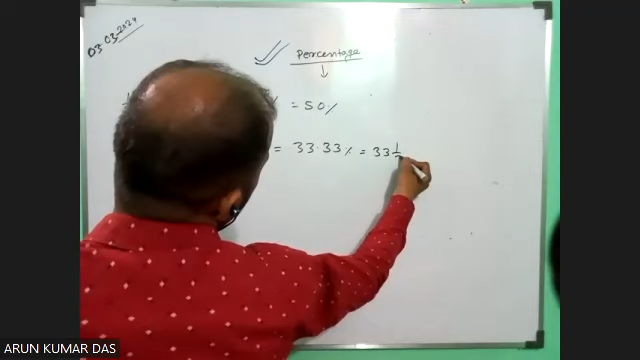 03.03.2024
Percentage
= 50%
= 33.33% = 33 1/
ARUN KUMAR DAS